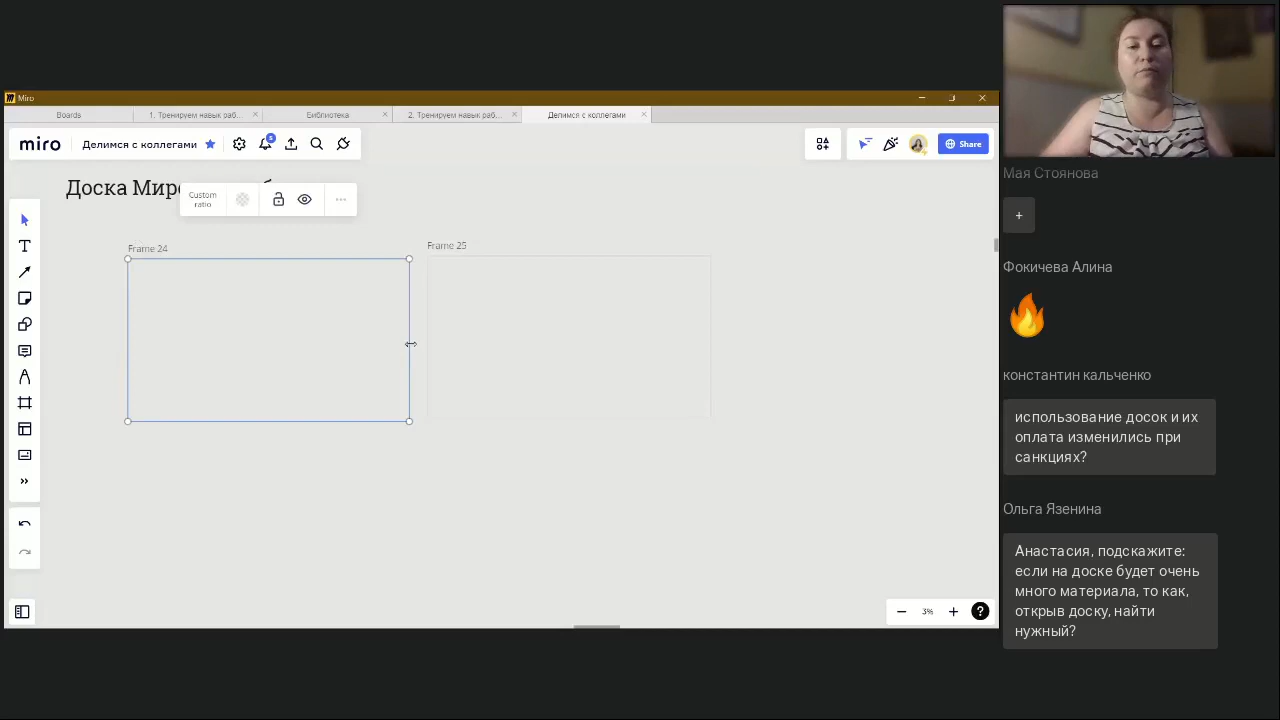 Miro
Boards
1. Тренируем навык раб...
Библиотека
2. Тренируем навык раб...
Делимся с коллегами
miro
Делимся с коллегами
5
Share
Доска Миро
Custom
ratio
Frame 24
Frame 25
3%
Мая Стоянова
+
Фокичева Алина
константин кальченко
использование досок и их
оплата изменились при
санкциях?
Ольга Язенина
Анастасия, подскажите:
если на доске будет очень
много материала, то как,
открыв доску, найти
нужный?